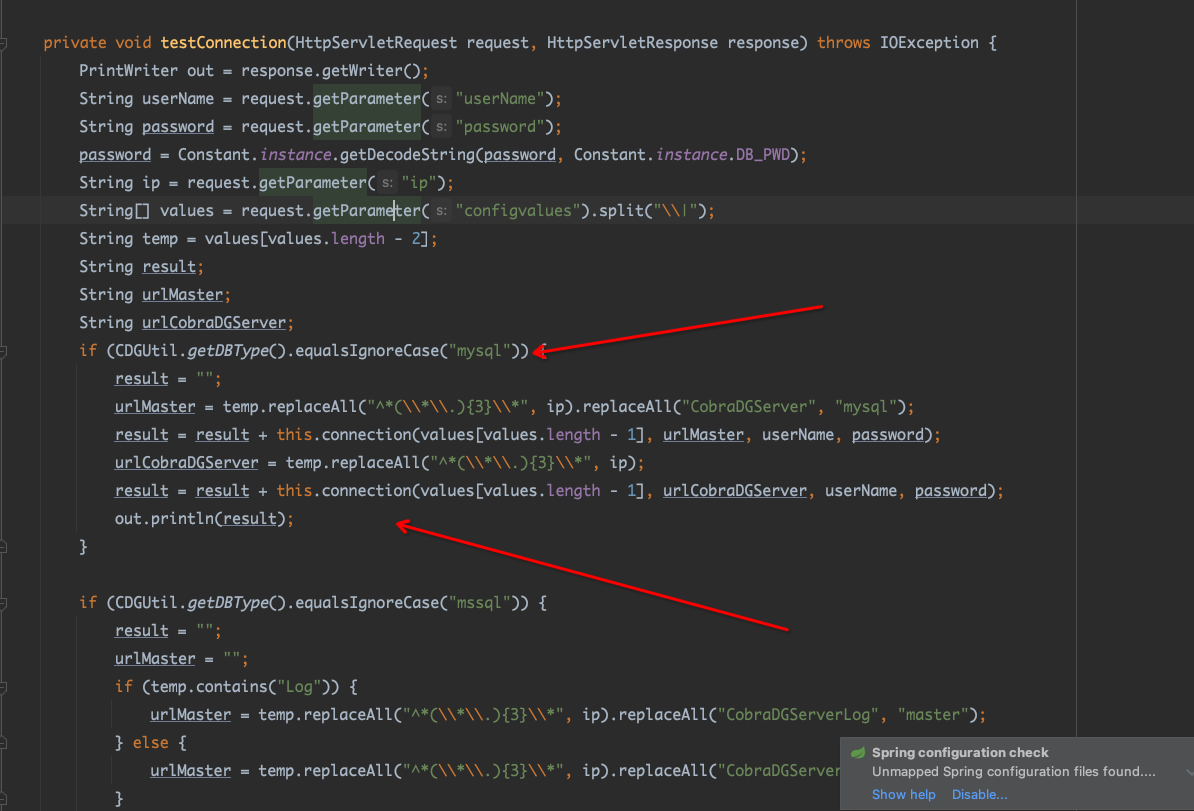 private void testConnection(HttpServletRequest request, HttpServletResponse response) throws IOException {
PrintWriter out = response.getWriter();
String userName = request.getParameter( s: "userName");
String password = request.getParameter( s: "password");
password = Constant.instance.getDecodeString(password, Constant.instance.DB_PWD);
String ip = request.getParameter( s: "ip");
String[] values = request.getParameter( s: "configvalues").split("\\|");
String temp = values[values.length - 2];
String result;
String urlMaster;
String urlCobraDGServer;
if (CDGUtil.getDBType().equalsIgnoreCase("mysql")) {
result = "";
urlMaster = temp.replaceAll("^*(\\*\\.){3}\\*", ip).replaceAll("CobraDGServer", "mysql");
result = result + this.connection(values[values.length - 1], urlMaster, userName, password);
urlCobraDGServer = temp.replaceAll("^*(\\*\\.){3}\\*", ip);
result = result + this.connection(values[values.length - 1], urlCobraDGServer, userName, password);
out.println(result);
}
if (CDGUtil.getDBType().equalsIgnoreCase("mssql")) {
result = "";
urlMaster = "";
if (temp.contains("Log")) {
urlMaster = temp.replaceAll("^*(\\*\\.){3}\\*", ip).replaceAll("CobraDGServerLog", "master");
} else {
urlMaster = temp.replaceAll("^*(\\*\\.){3}\\*", ip).replaceAll("CobraDGServer
}
Spring configuration check
Unmapped Spring configuration files found....
Show help Disable...